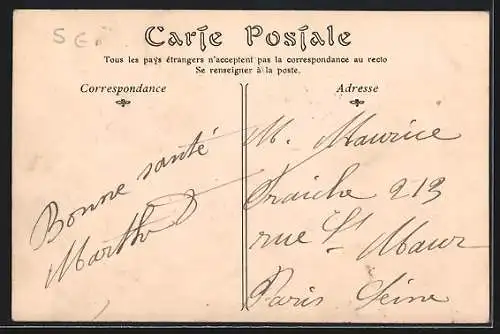 Carte Postale
Tous les pays étrangers n'acceptent pas la correspondance au recto
Se renseigner à la poste.
Correspondance
Adresse
Bonne santé
Marthe D
M. Maurice
Fraiche 213
rue St Maur
Paris Seine